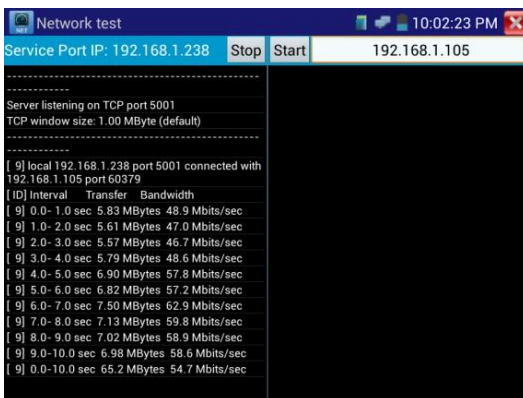 Network test
10:02:23 PM
Service Port IP: 192.168.1.238 Stop Start 192.168.1.105
------------------------------------------------
------------
Server listening on TCP port 5001
TCP window size: 1.00 MByte (default)
------------------------------------------------
------------
[ 9] local 192.168.1.238 port 5001 connected with
192.168.1.105 port 60379
[ID] Interval Transfer Bandwidth
[ 9] 0.0- 1.0 sec 5.83 MBytes 48.9 Mbits/sec
[ 9] 1.0- 2.0 sec 5.61 MBytes 47.0 Mbits/sec
[ 9] 2.0- 3.0 sec 5.57 MBytes 46.7 Mbits/sec
[ 9] 3.0- 4.0 sec 5.79 MBytes 48.6 Mbits/sec
[ 9] 4.0- 5.0 sec 6.90 MBytes 57.8 Mbits/sec
[ 9] 5.0- 6.0 sec 6.82 MBytes 57.2 Mbits/sec
[ 9] 6.0- 7.0 sec 7.50 MBytes 62.9 Mbits/sec
[ 9] 7.0- 8.0 sec 7.13 MBytes 59.8 Mbits/sec
[ 9] 8.0- 9.0 sec 7.02 MBytes 58.9 Mbits/sec
[ 9] 9.0-10.0 sec 6.98 MBytes 58.6 Mbits/sec
[ 9] 0.0-10.0 sec 65.2 MBytes 54.7 Mbits/sec